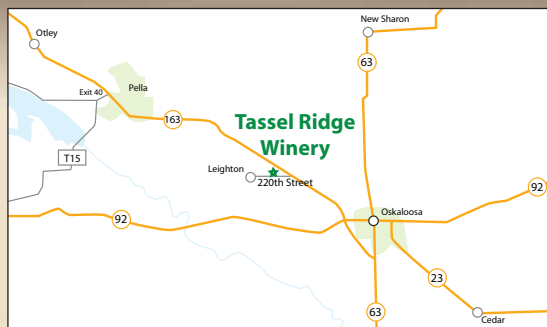 New Sharon
Otley
63
Exit 40
Pella
163
Tassel Ridge
Winery
T15
Leighton
220th Street
92
Oskaloosa
92
23
63
Cedar